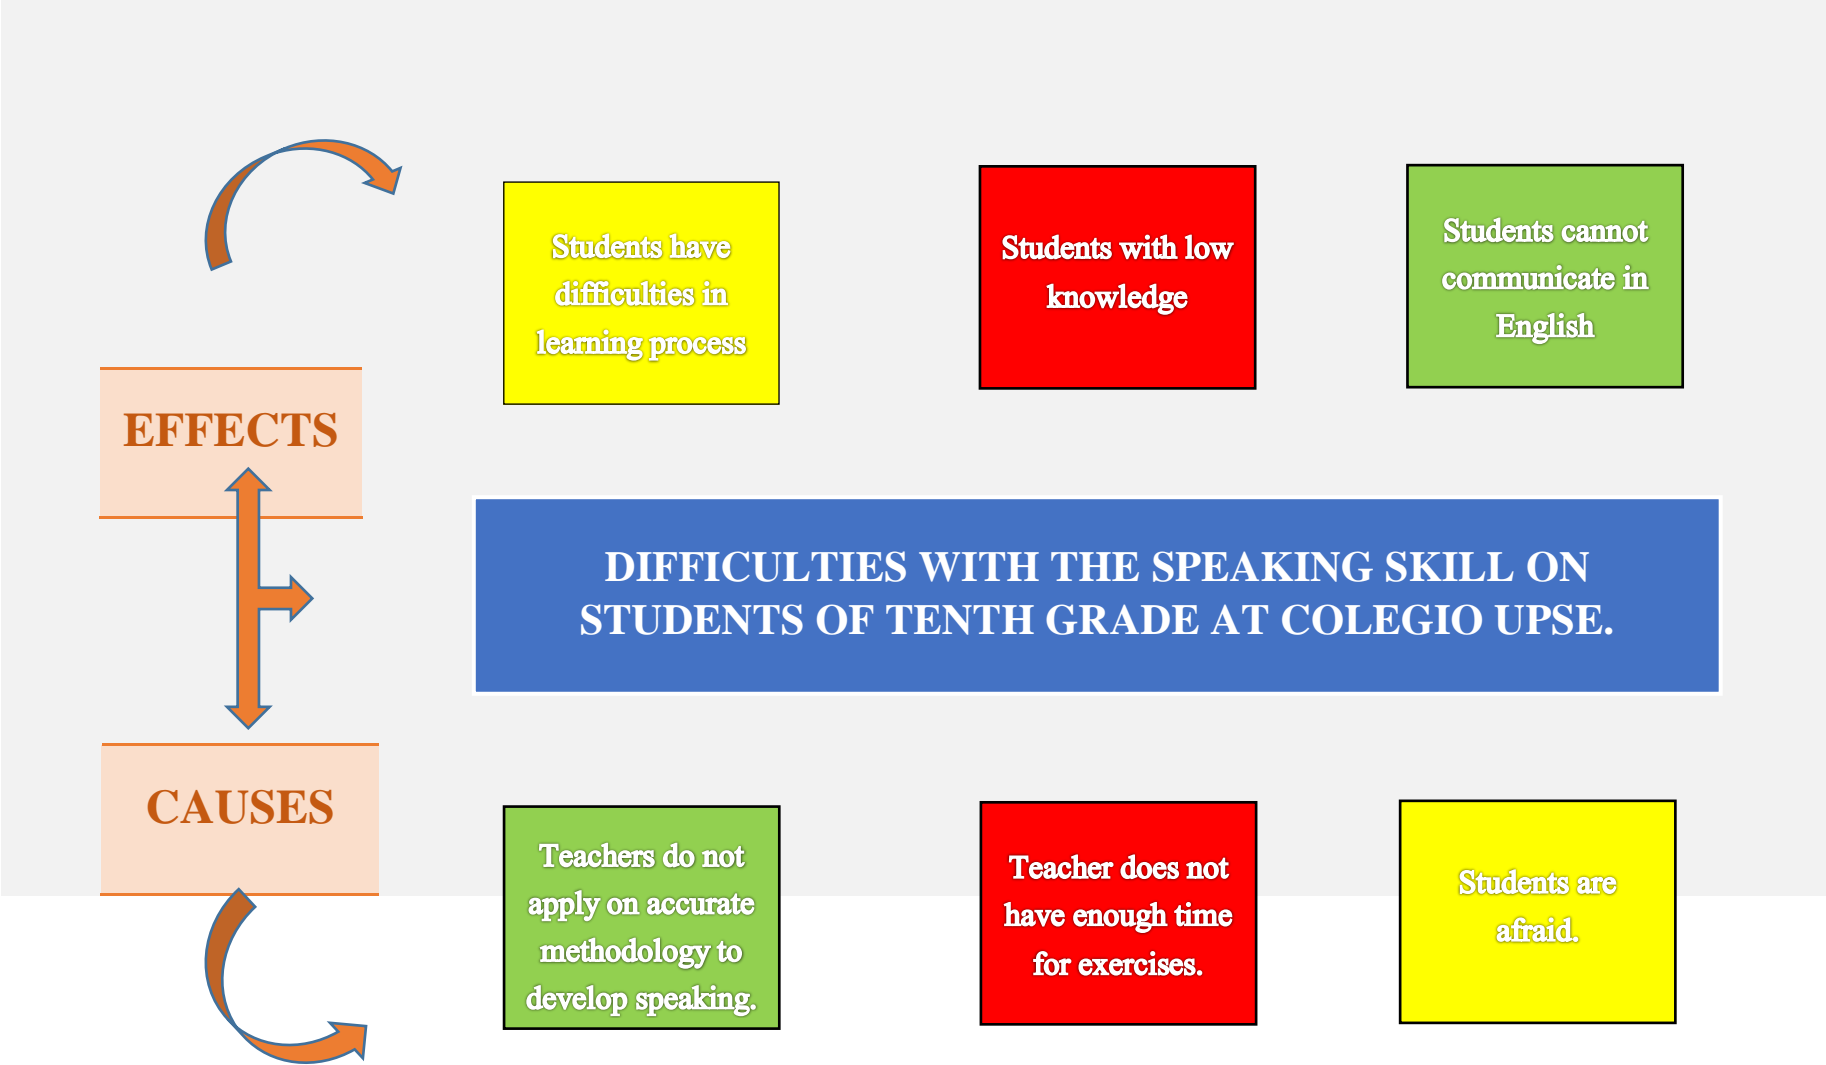 Students have
difficulties in
learning process
Students with low
knowledge
Students cannot
communicate in
English
EFFECTS
DIFFICULTIES WITH THE SPEAKING SKILL ON
STUDENTS OF TENTH GRADE AT COLEGIO UPSE.
CAUSES
Teachers do not
apply on accurate
methodology to
develop speaking.
Teacher does not
have enough time
for exercises.
Students are
afraid.